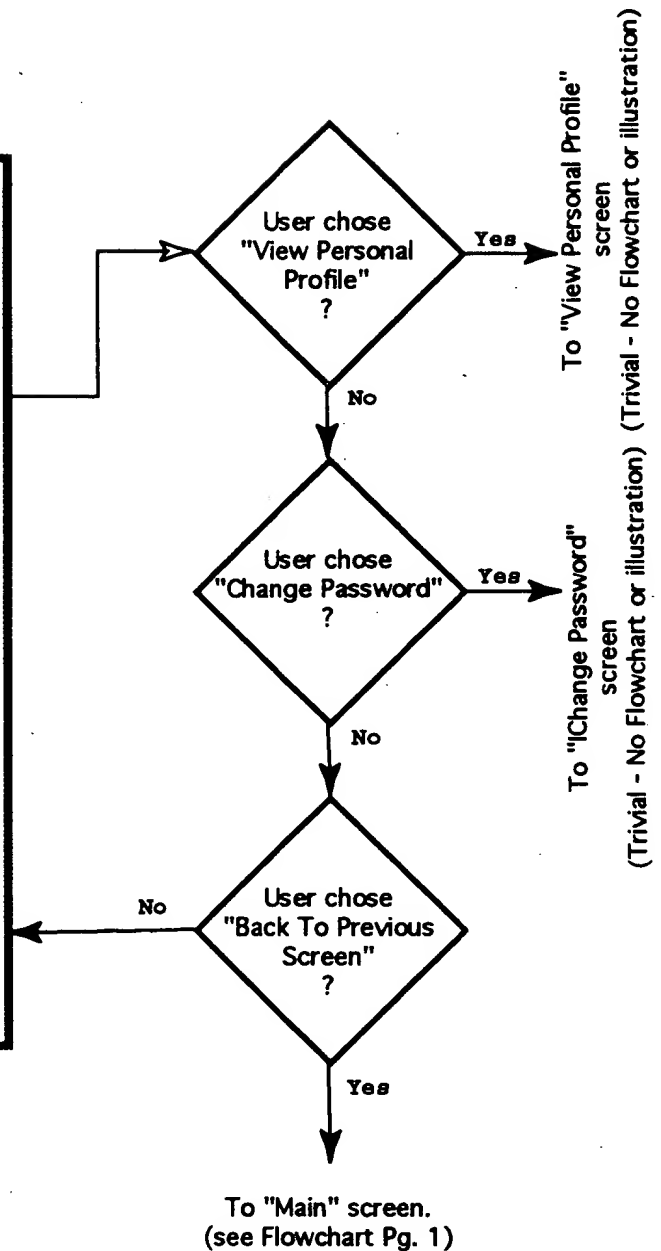 User chose
"View Personal
Profile"
?
Yes
To "View Personal Profile"
screen
(Trivial - No Flowchart or illustration)
No
User chose
"Change Password"
?
Yes
To "IChange Password"
screen
(Trivial - No Flowchart or illustration)
No
User chose
"Back To Previous
Screen"
?
No
Yes
To "Main" screen.
(see Flowchart Pg. 1)